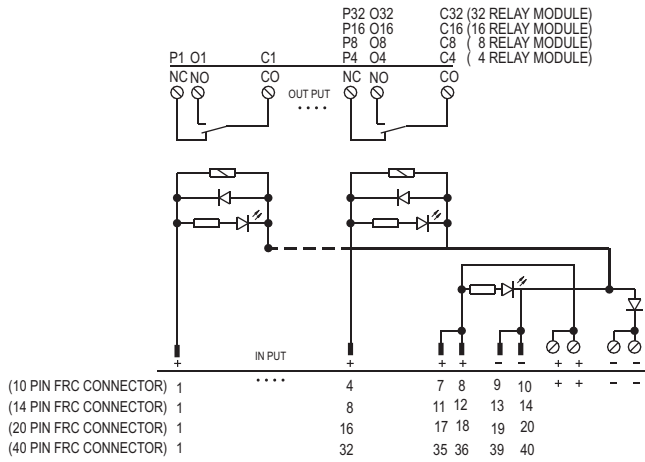 P32 O32 C32 (32 RELAY MODULE)
P16 O16 C16 (16 RELAY MODULE)
P8 O8 C8 ( 8 RELAY MODULE)
P1 O1 C1 P4 O4 C4 ( 4 RELAY MODULE)
NC NO CO NC NO CO
OUT PUT
+ + + + − −
IN PUT
(10 PIN FRC CONNECTOR) 1 4 7 8 9 10 + + − −
(14 PIN FRC CONNECTOR) 1 8 11 12 13 14
(20 PIN FRC CONNECTOR) 1 16 17 18 19 20
(40 PIN FRC CONNECTOR) 1 32 35 36 39 40